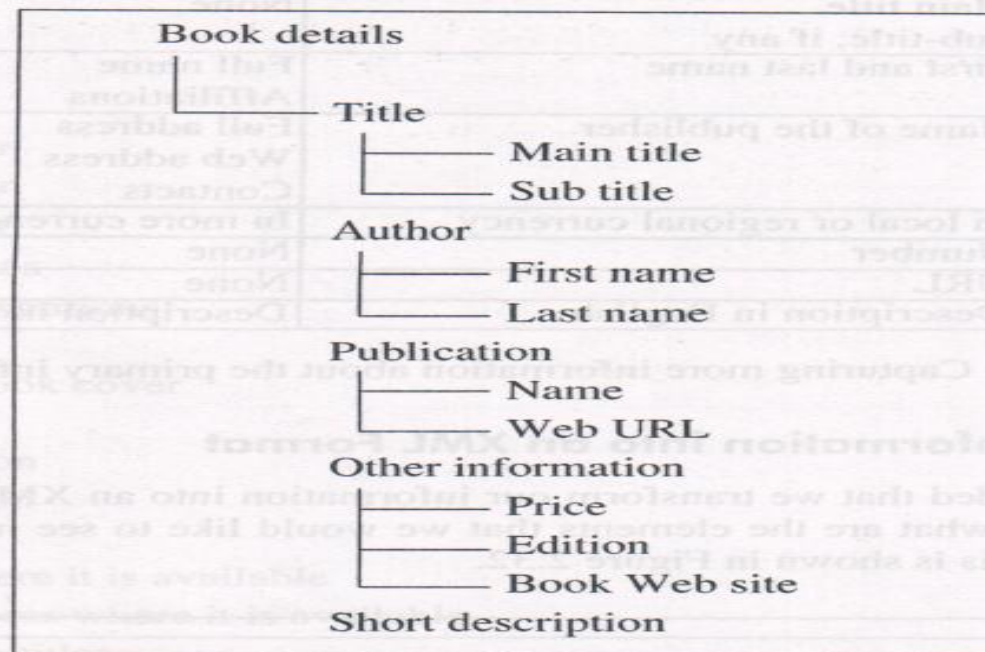 Book details
Title
Main title
Sub title
Author
First name
Last name
Publication
Name
Web URL
Other information
Price
Edition
Book Web site
Short description